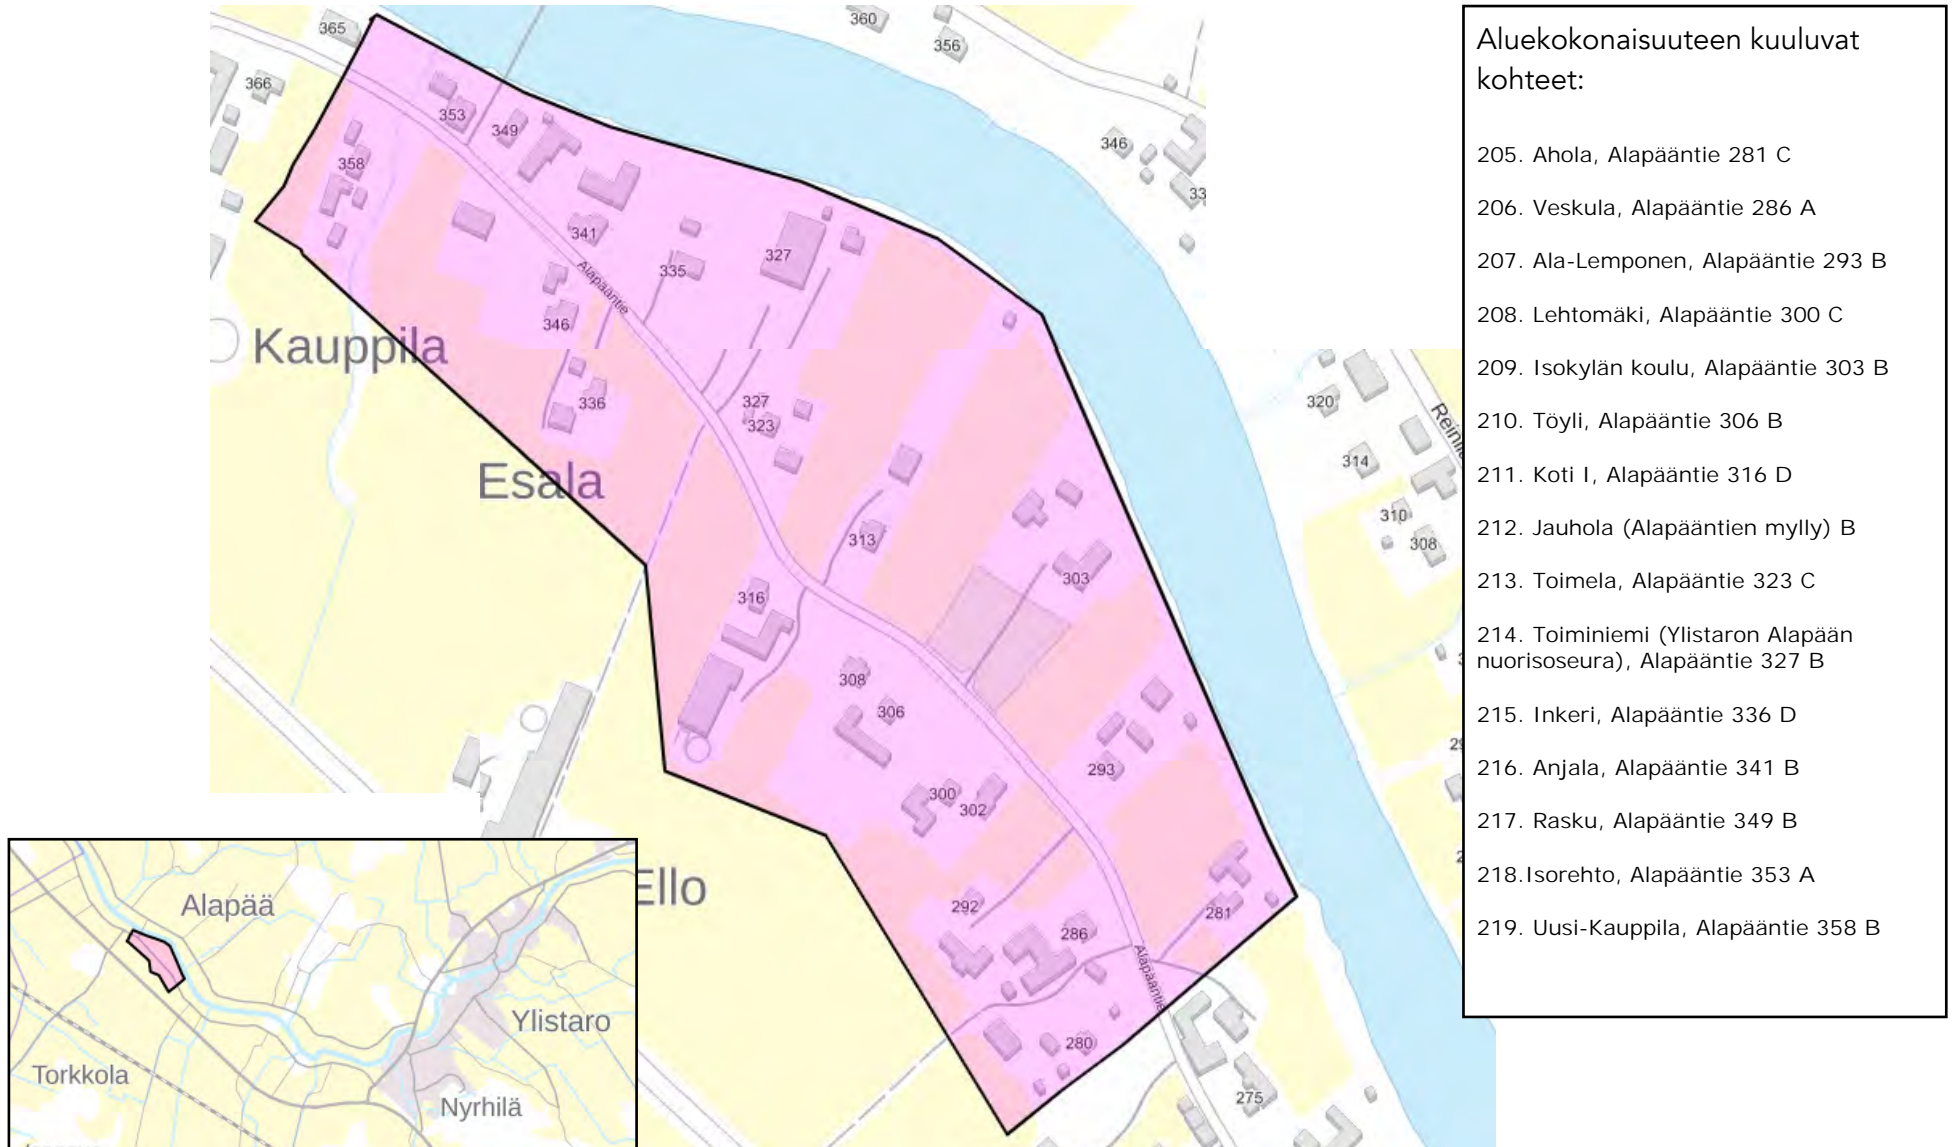 Aluekokonaisuuteen kuuluvat
kohteet:
205. Ahola, Alapääntie 281 C
206. Veskula, Alapääntie 286 A
207. Ala-Lemponen, Alapääntie 293 B
208. Lehtomäki, Alapääntie 300 C
209. Isokylän koulu, Alapääntie 303 B
210. Töyli, Alapääntie 306 B
211. Koti I, Alapääntie 316 D
212. Jauhola (Alapääntien mylly) B
213. Toimela, Alapääntie 323 C
214. Toiminiemi (Ylistaron Alapään
nuorisoseura), Alapääntie 327 B
215. Inkeri, Alapääntie 336 D
216. Anjala, Alapääntie 341 B
217. Rasku, Alapääntie 349 B
218.Isorehto, Alapääntie 353 A
219. Uusi-Kauppila, Alapääntie 358 B
365
360
356
366
353
349
346
358
341
327
335
Alapääntie
346
Kauppila
336
327
323
320
314
Esala
313
310
308
303
316
308
306
293
300
302
Ello
292
286
281
Alapääntie
280
275
Alapää
Ylistaro
Torkkola
Nyrhilä